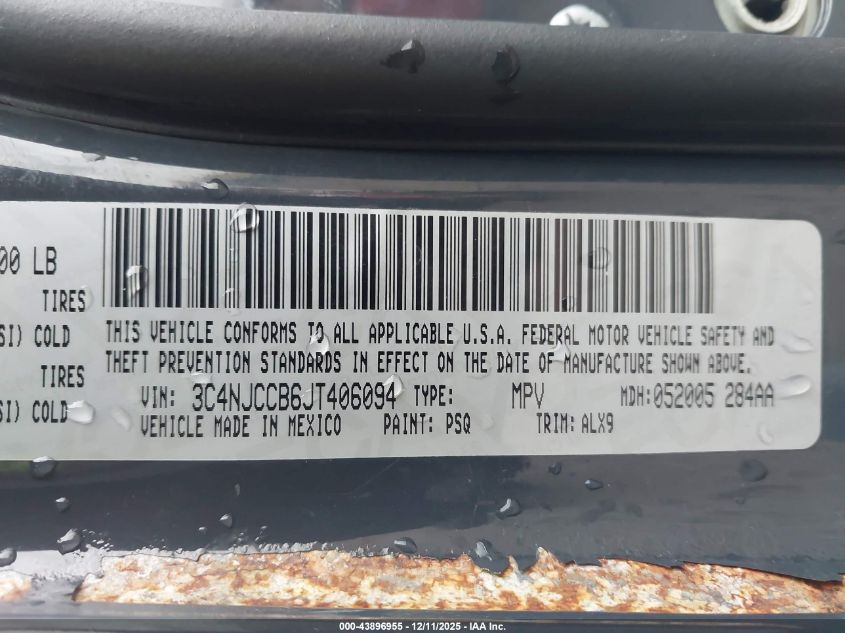 00 LB
TIRES
SI) COLD
TIRES
SI) COLD
THIS VEHICLE CONFORMS TO ALL APPLICABLE U.S.A. FEDERAL MOTOR VEHICLE SAFETY AND
THEFT PREVENTION STANDARDS IN EFFECT ON THE DATE OF MANUFACTURE SHOWN ABOVE.
VIN: 3C4NJCCB6JT406094 TYPE: MPV MDH:052005 284AA
VEHICLE MADE IN MEXICO PAINT: PSQ TRIM: ALX9
000-43896955 - 12/11/2025 - IAA Inc.